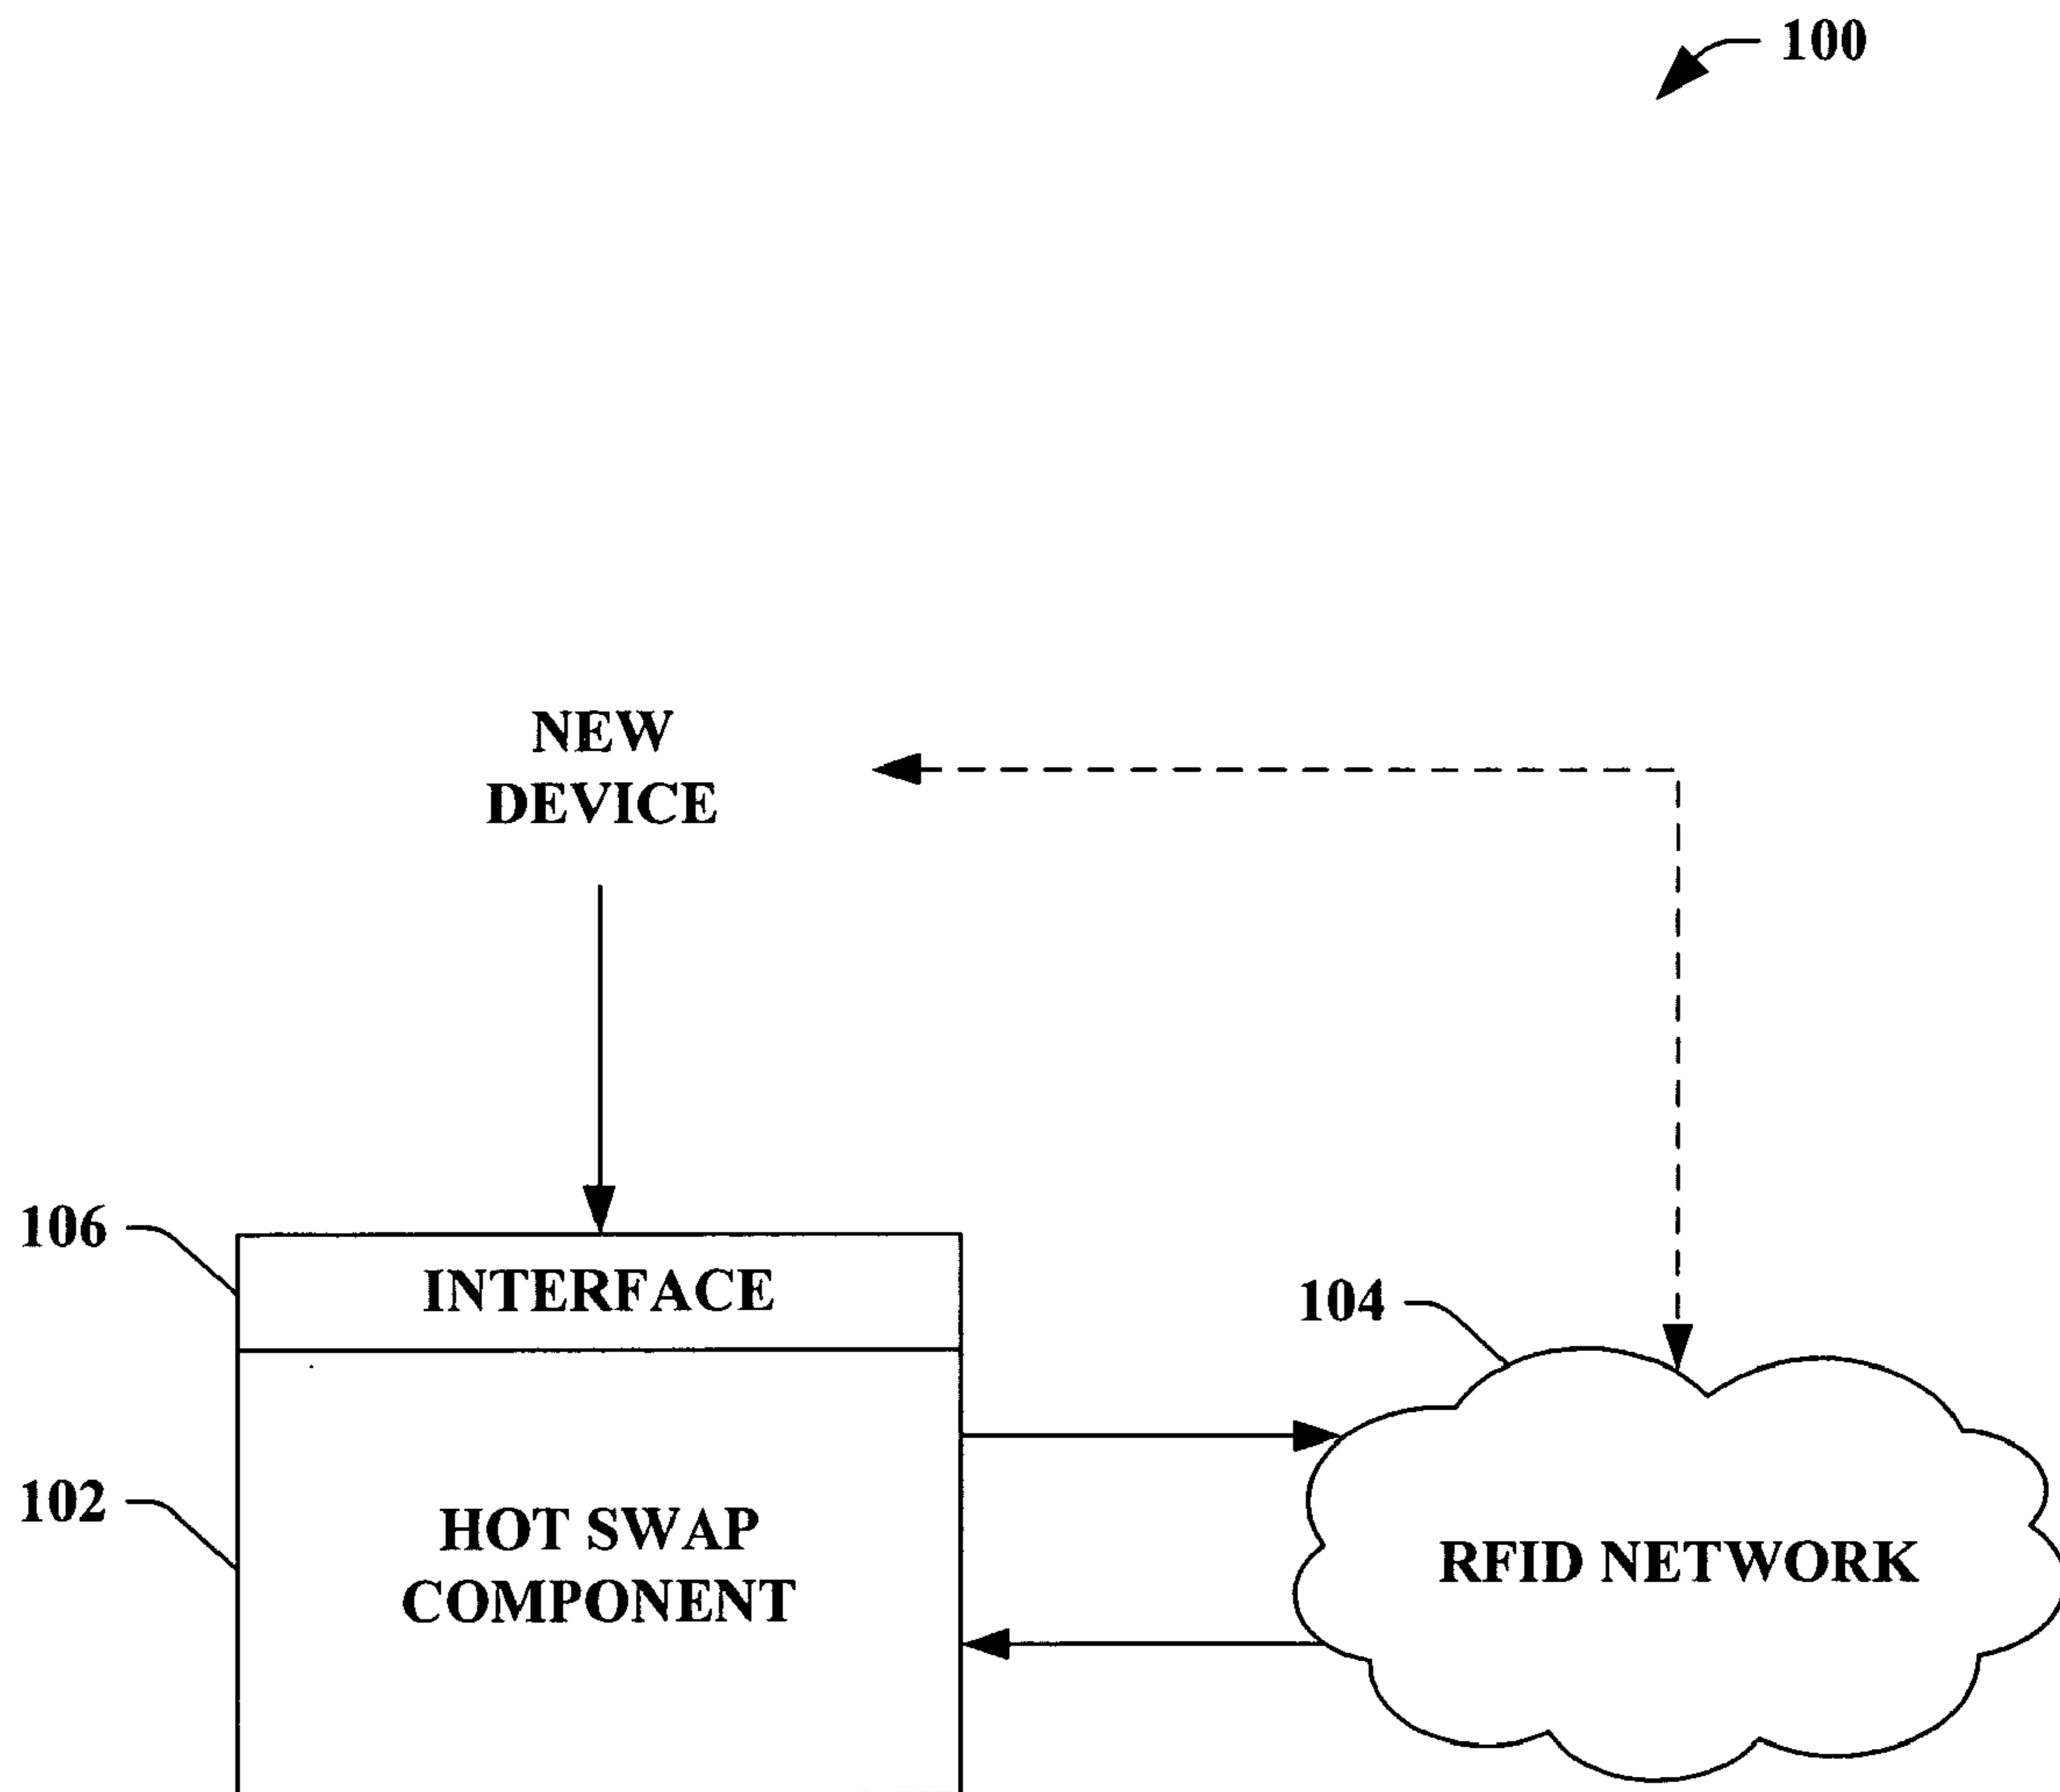 100
NEW
DEVICE
106
INTERFACE
104
102
HOT SWAP
COMPONENT
RFID NETWORK